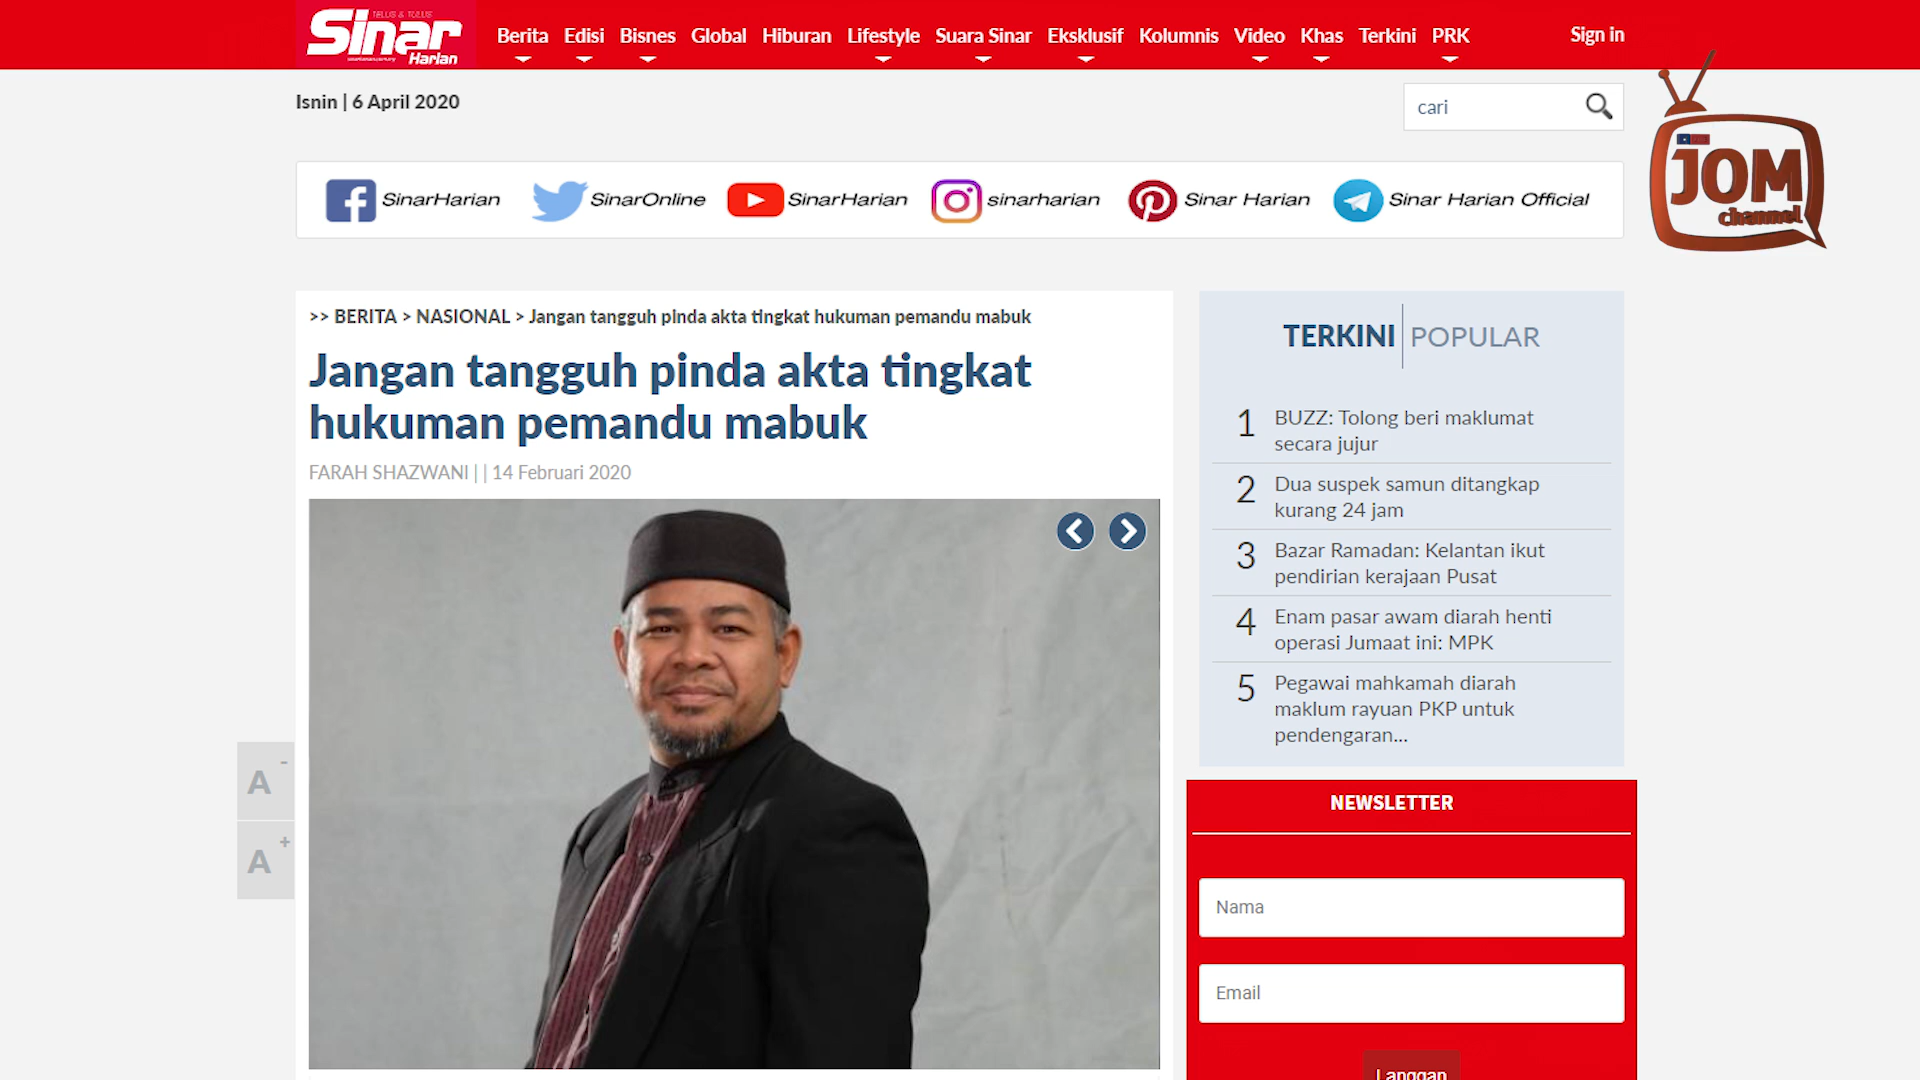 TELUS & TULUS
Sinar
Harian
Berita Edisi Bisnes Global Hiburan Lifestyle Suara Sinar Eksklusif Kolumnis Video Khas Terkini PRK
Sign in
Isnin | 6 April 2020
cari
JOM
channel
SinarHarian SinarOnline SinarHarian sinarharian Sinar Harian Sinar Harian Official
>> BERITA > NASIONAL > Jangan tangguh pinda akta tingkat hukuman pemandu mabuk
Jangan tangguh pinda akta tingkat
hukuman pemandu mabuk
FARAH SHAZWANI | | 14 Februari 2020
A -
A +
TERKINI POPULAR
1 BUZZ: Tolong beri maklumat
secara jujur
2 Dua suspek samun ditangkap
kurang 24 jam
3 Bazar Ramadan: Kelantan ikut
pendirian kerajaan Pusat
4 Enam pasar awam diarah henti
operasi Jumaat ini: MPK
5 Pegawai mahkamah diarah
maklum rayuan PKP untuk
pendengaran...
NEWSLETTER
Nama
Email
Langgan